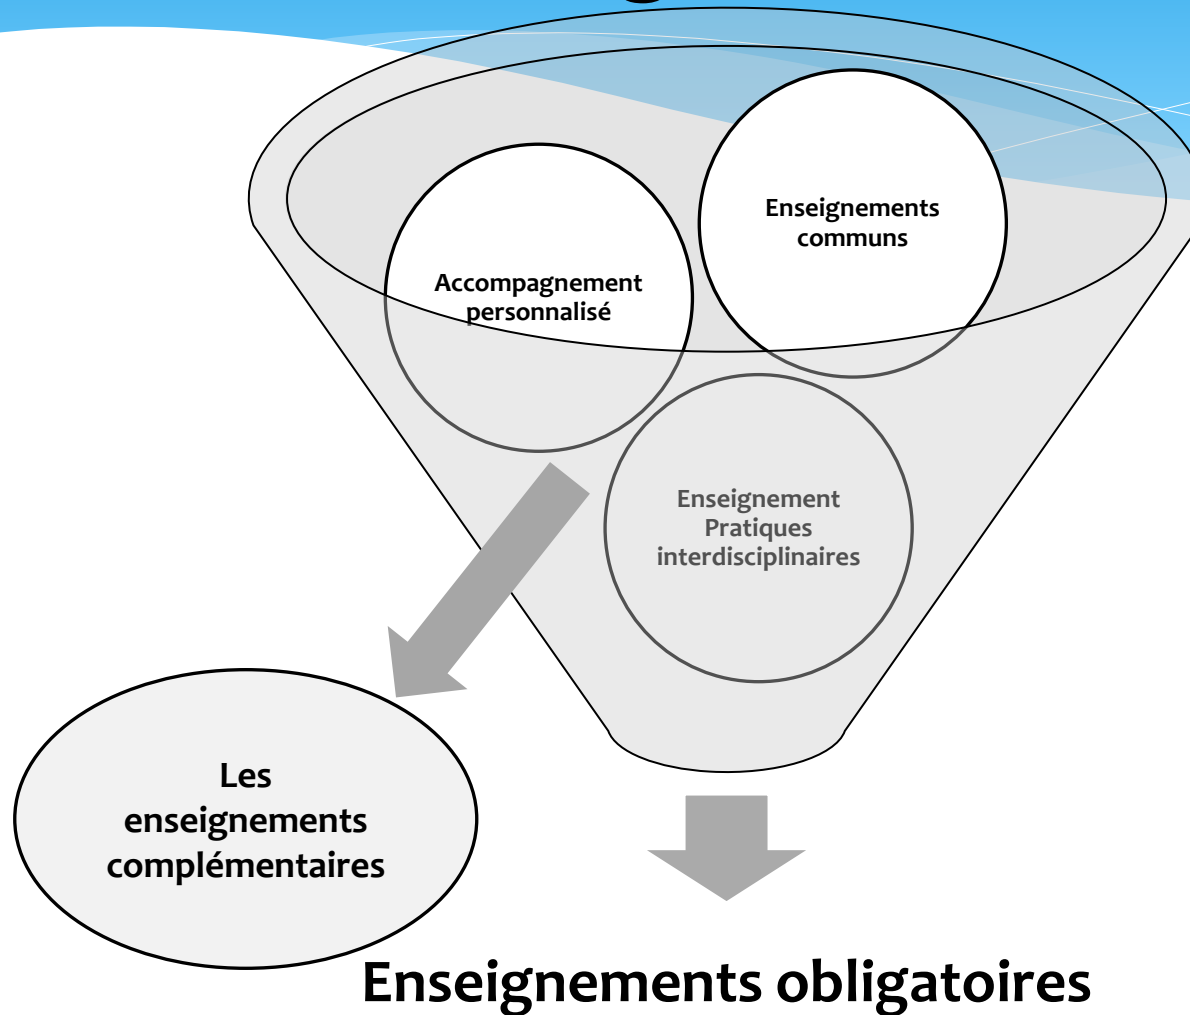 Enseignements
communs
Accompagnement
personnalisé
Enseignement
Pratiques
interdisciplinaires
Les
enseignements
complémentaires
Enseignements obligatoires